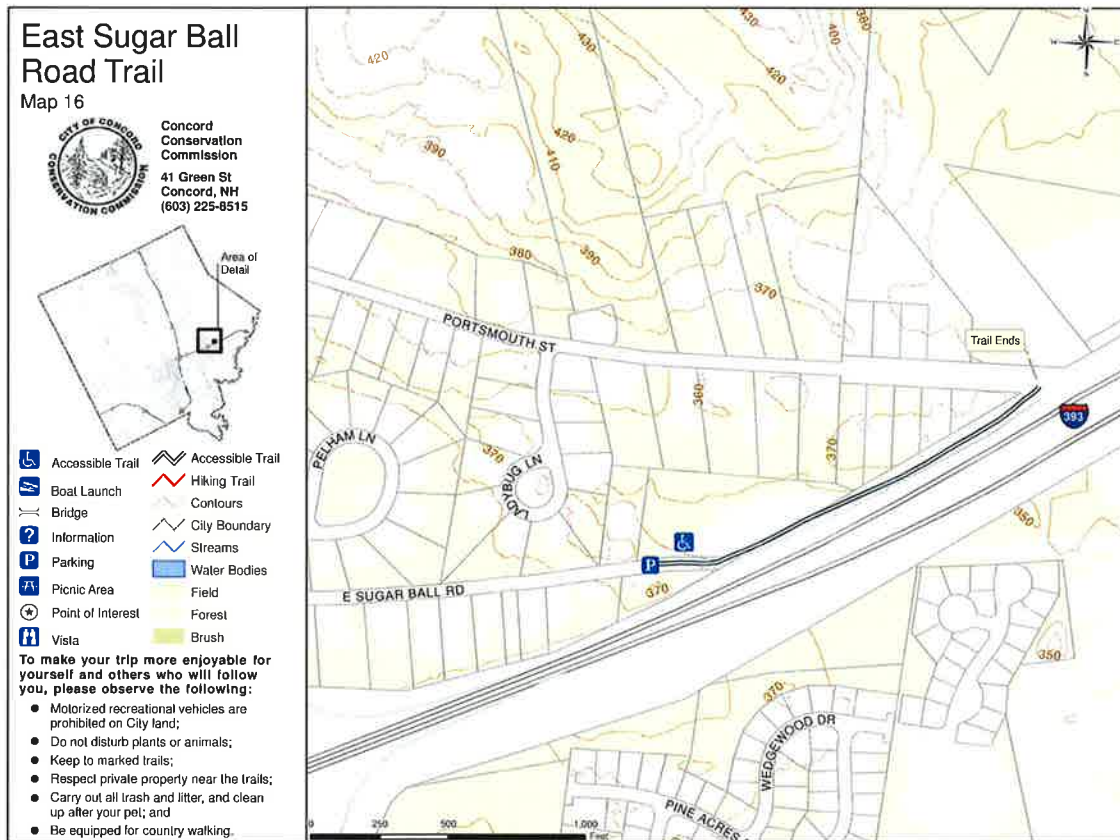 East Sugar Ball
Road Trail
Map 16
CITY OF CONCORD
CONSERVATION COMMISSION
Concord
Conservation
Commission
41 Green St
Concord, NH
(603) 225-8515
Area of
Detail
Accessible Trail
Boat Launch
Bridge
? Information
P Parking
Picnic Area
Point of Interest
Vista
Accessible Trail
Hiking Trail
Contours
City Boundary
Streams
Water Bodies
Field
Forest
Brush
To make your trip more enjoyable for
yourself and others who will follow
you, please observe the following:
● Motorized recreational vehicles are
prohibited on City land;
● Do not disturb plants or animals;
● Keep to marked trails;
● Respect private property near the trails;
● Carry out all trash and litter, and clean
up after your pet; and
● Be equipped for country walking.
420
430
430
420
400
380
390
420
410
380
390
370
N
W
E
S
PORTSMOUTH ST
Trail Ends
393
PELHAM LN
370
LADYBUG LN
360
370
350
P
E SUGAR BALL RD
370
350
370
WEDGEWOOD DR
PINE ACRES
0 250 500 1,000
Feet